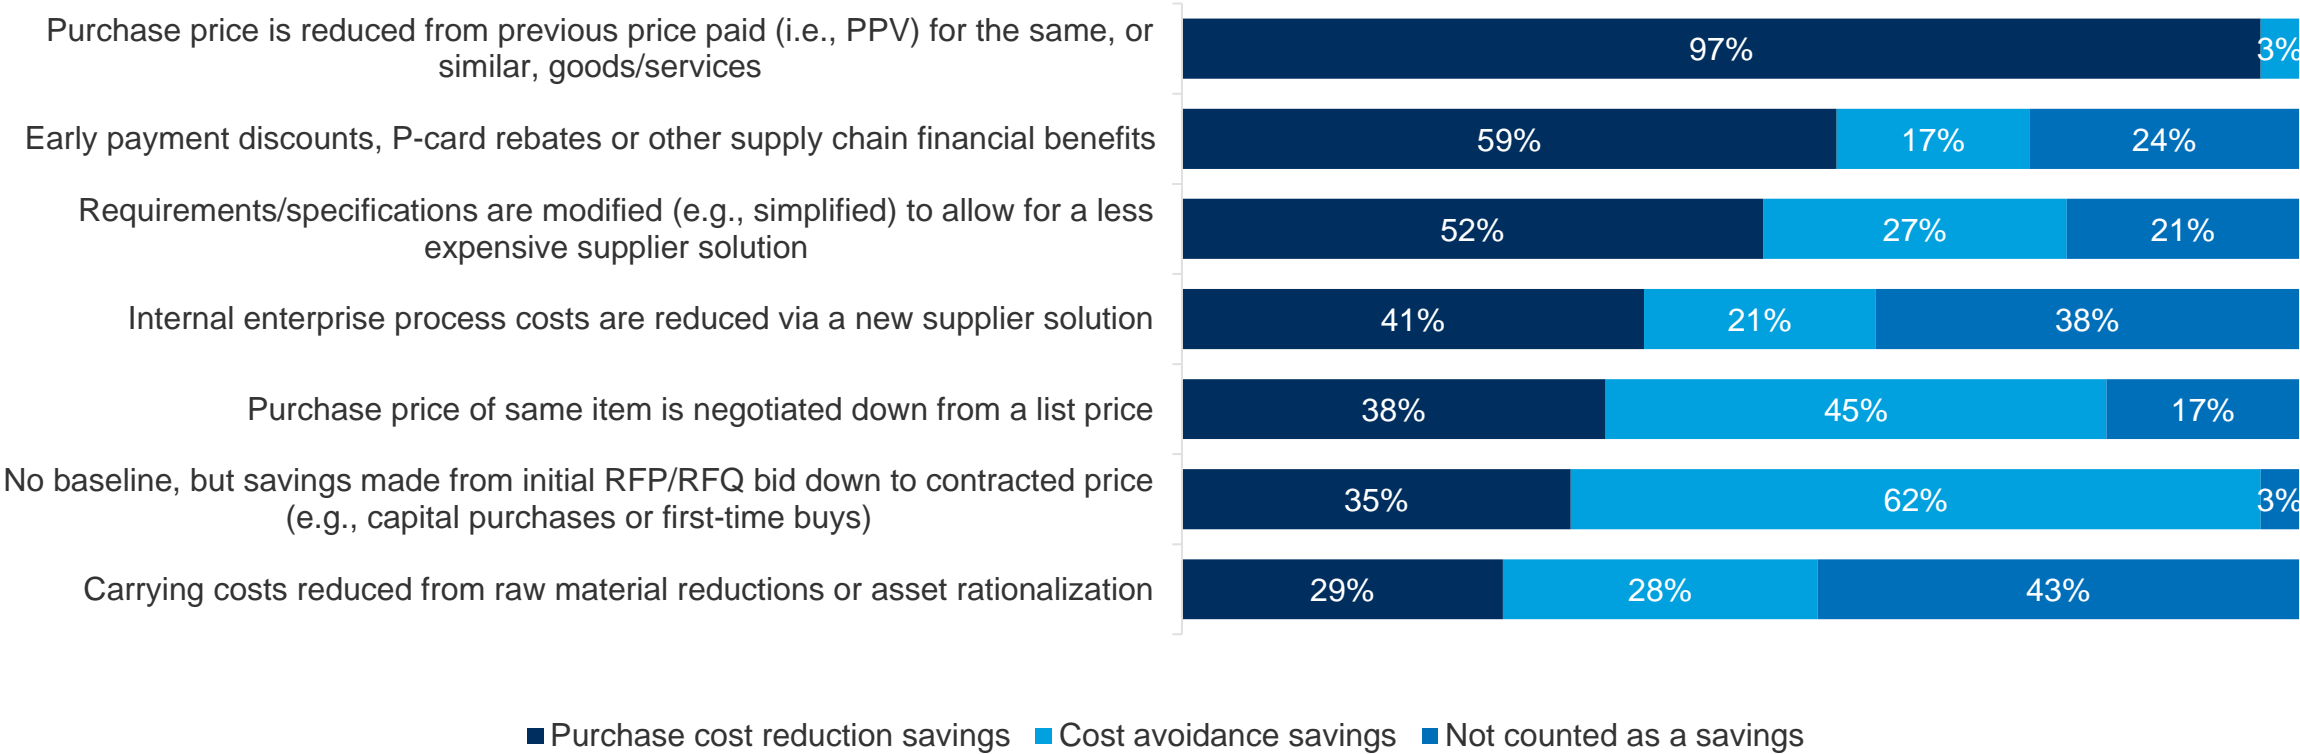 Purchase price is reduced from previous price paid (i.e., PPV) for the same, or
similar, goods/services
97%
3%
Early payment discounts, P-card rebates or other supply chain financial benefits
59%
17%
24%
Requirements/specifications are modified (e.g., simplified) to allow for a less
expensive supplier solution
52%
27%
21%
Internal enterprise process costs are reduced via a new supplier solution
41%
21%
38%
Purchase price of same item is negotiated down from a list price
38%
45%
17%
No baseline, but savings made from initial RFP/RFQ bid down to contracted price
(e.g., capital purchases or first-time buys)
35%
62%
3%
Carrying costs reduced from raw material reductions or asset rationalization
29%
28%
43%
Purchase cost reduction savings
Cost avoidance savings
Not counted as a savings